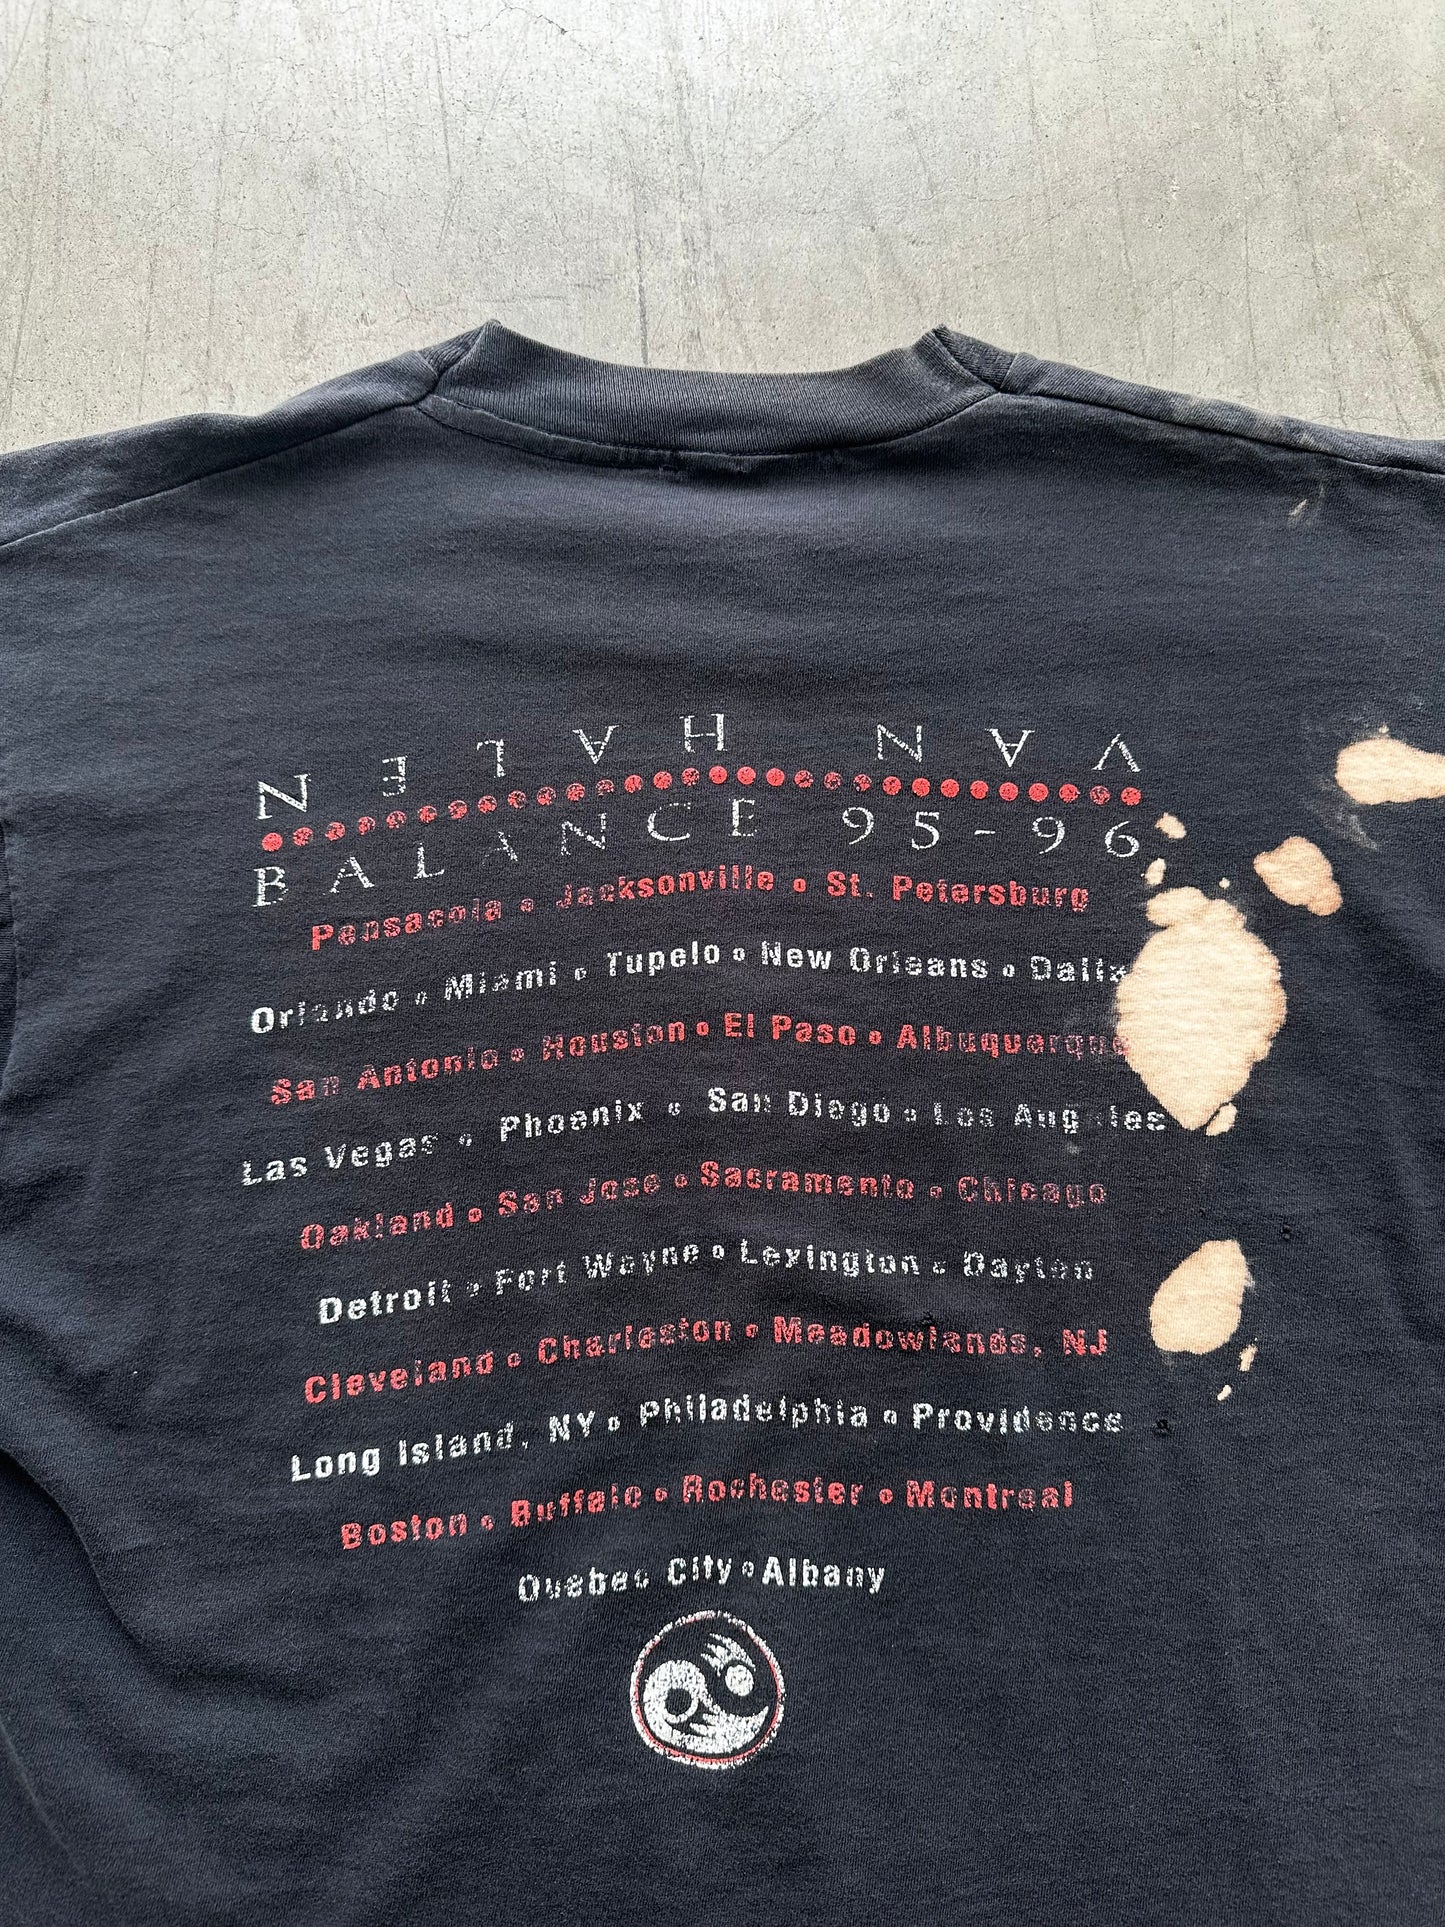 VAN HALEN
BALANCE 95-96
Pensacola • Jacksonville • St. Petersburg
Orlando • Miami • Tupelo • New Orleans • Dallas
San Antonio • Houston • El Paso • Albuquerque
Las Vegas • Phoenix • San Diego • Los Angeles
Oakland • San Jose • Sacramento • Chicago
Detroit • Fort Wayne • Lexington • Dayton
Cleveland • Charleston • Meadowlands, NJ
Long Island, NY • Philadelphia • Providence
Boston • Buffalo • Rochester • Montreal
Quebec City • Albany